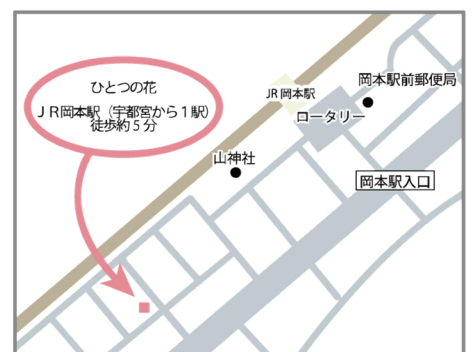 ひとつの花
JR岡本駅（宇都宮から１駅）
徒歩約５分
JR岡本駅
岡本駅前郵便局
ロータリー
山神社
岡本駅入口